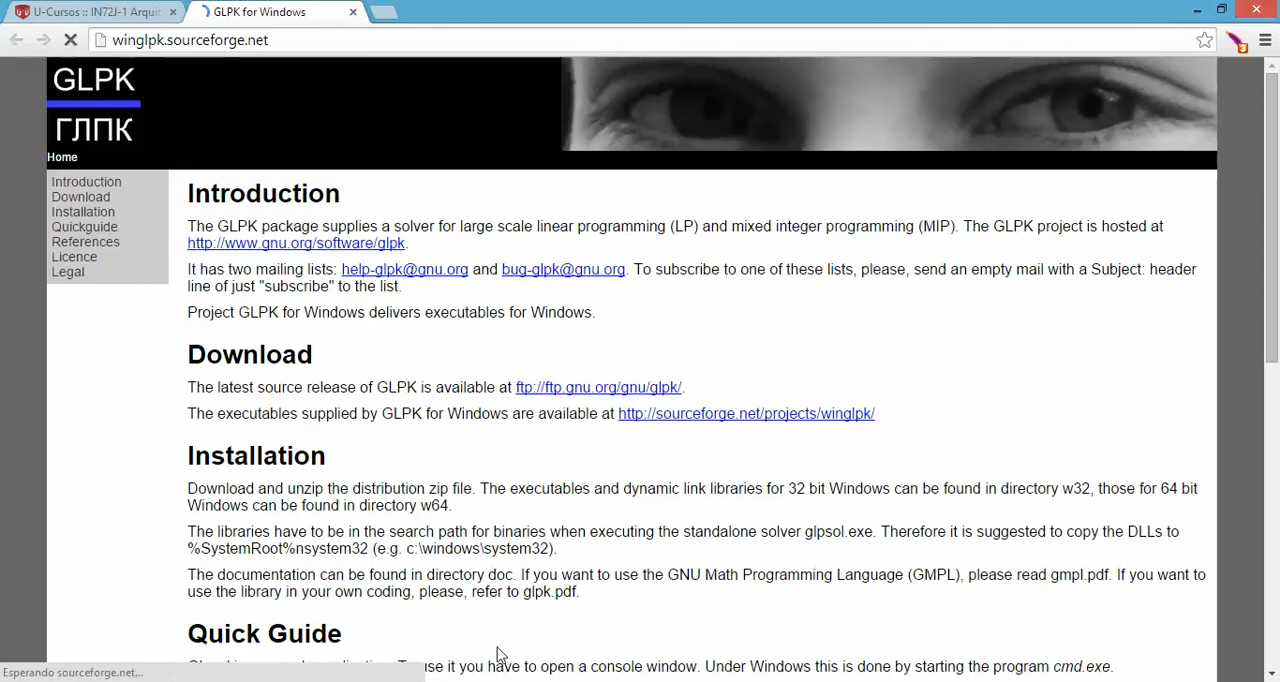 U-Cursos :: IN72J-1 Arquit
GLPK for Windows
winglpk.sourceforge.net
3
GLPK
ГЛПК
Home
Introduction
Download
Installation
Quickguide
References
Licence
Legal
Introduction
The GLPK package supplies a solver for large scale linear programming (LP) and mixed integer programming (MIP). The GLPK project is hosted at
http://www.gnu.org/software/glpk.
It has two mailing lists: help-glpk@gnu.org and bug-glpk@gnu.org. To subscribe to one of these lists, please, send an empty mail with a Subject: header
line of just "subscribe" to the list.
Project GLPK for Windows delivers executables for Windows.
Download
The latest source release of GLPK is available at ftp://ftp.gnu.org/gnu/glpk/.
The executables supplied by GLPK for Windows are available at http://sourceforge.net/projects/winglpk/
Installation
Download and unzip the distribution zip file. The executables and dynamic link libraries for 32 bit Windows can be found in directory w32, those for 64 bit
Windows can be found in directory w64.
The libraries have to be in the search path for binaries when executing the standalone solver glpsol.exe. Therefore it is suggested to copy the DLLs to
%SystemRoot%nsystem32 (e.g. c:\windows\system32).
The documentation can be found in directory doc. If you want to use the GNU Math Programming Language (GMPL), please read gmpl.pdf. If you want to
use the library in your own coding, please, refer to glpk.pdf.
Quick Guide
use it you have to open a console window. Under Windows this is done by starting the program cmd.exe.
Esperando sourceforge.net...